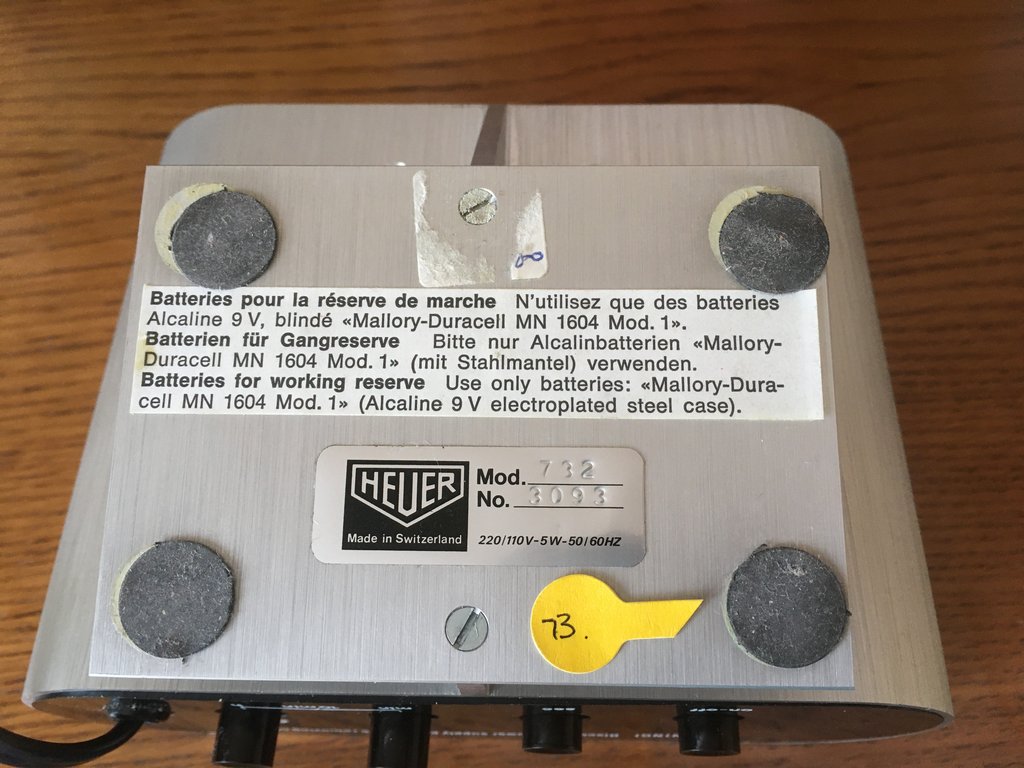 8
Batteries pour la réserve de marche N'utilisez que des batteries
Alcaline 9 V, blindé «Mallory-Duracell MN 1604 Mod. 1».
Batterien für Gangreserve Bitte nur Alcalinbatterien «Mallory-
Duracell MN 1604 Mod. 1» (mit Stahlmantel) verwenden.
Batteries for working reserve Use only batteries: «Mallory-Dura-
cell MN 1604 Mod. 1» (Alcaline 9 V electroplated steel case).
HEUER
Made in Switzerland
Mod. 732
No. 3093
220/110V-5W-50/60HZ
73.
on-off